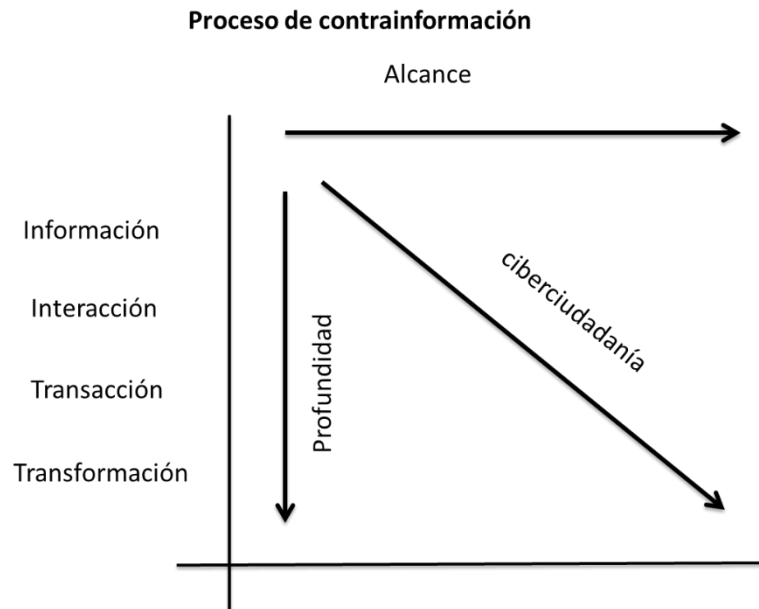 Proceso de contrainformación
Alcance
Información
Interacción
Transacción
Transformación
Profundidad
ciberciudadanía